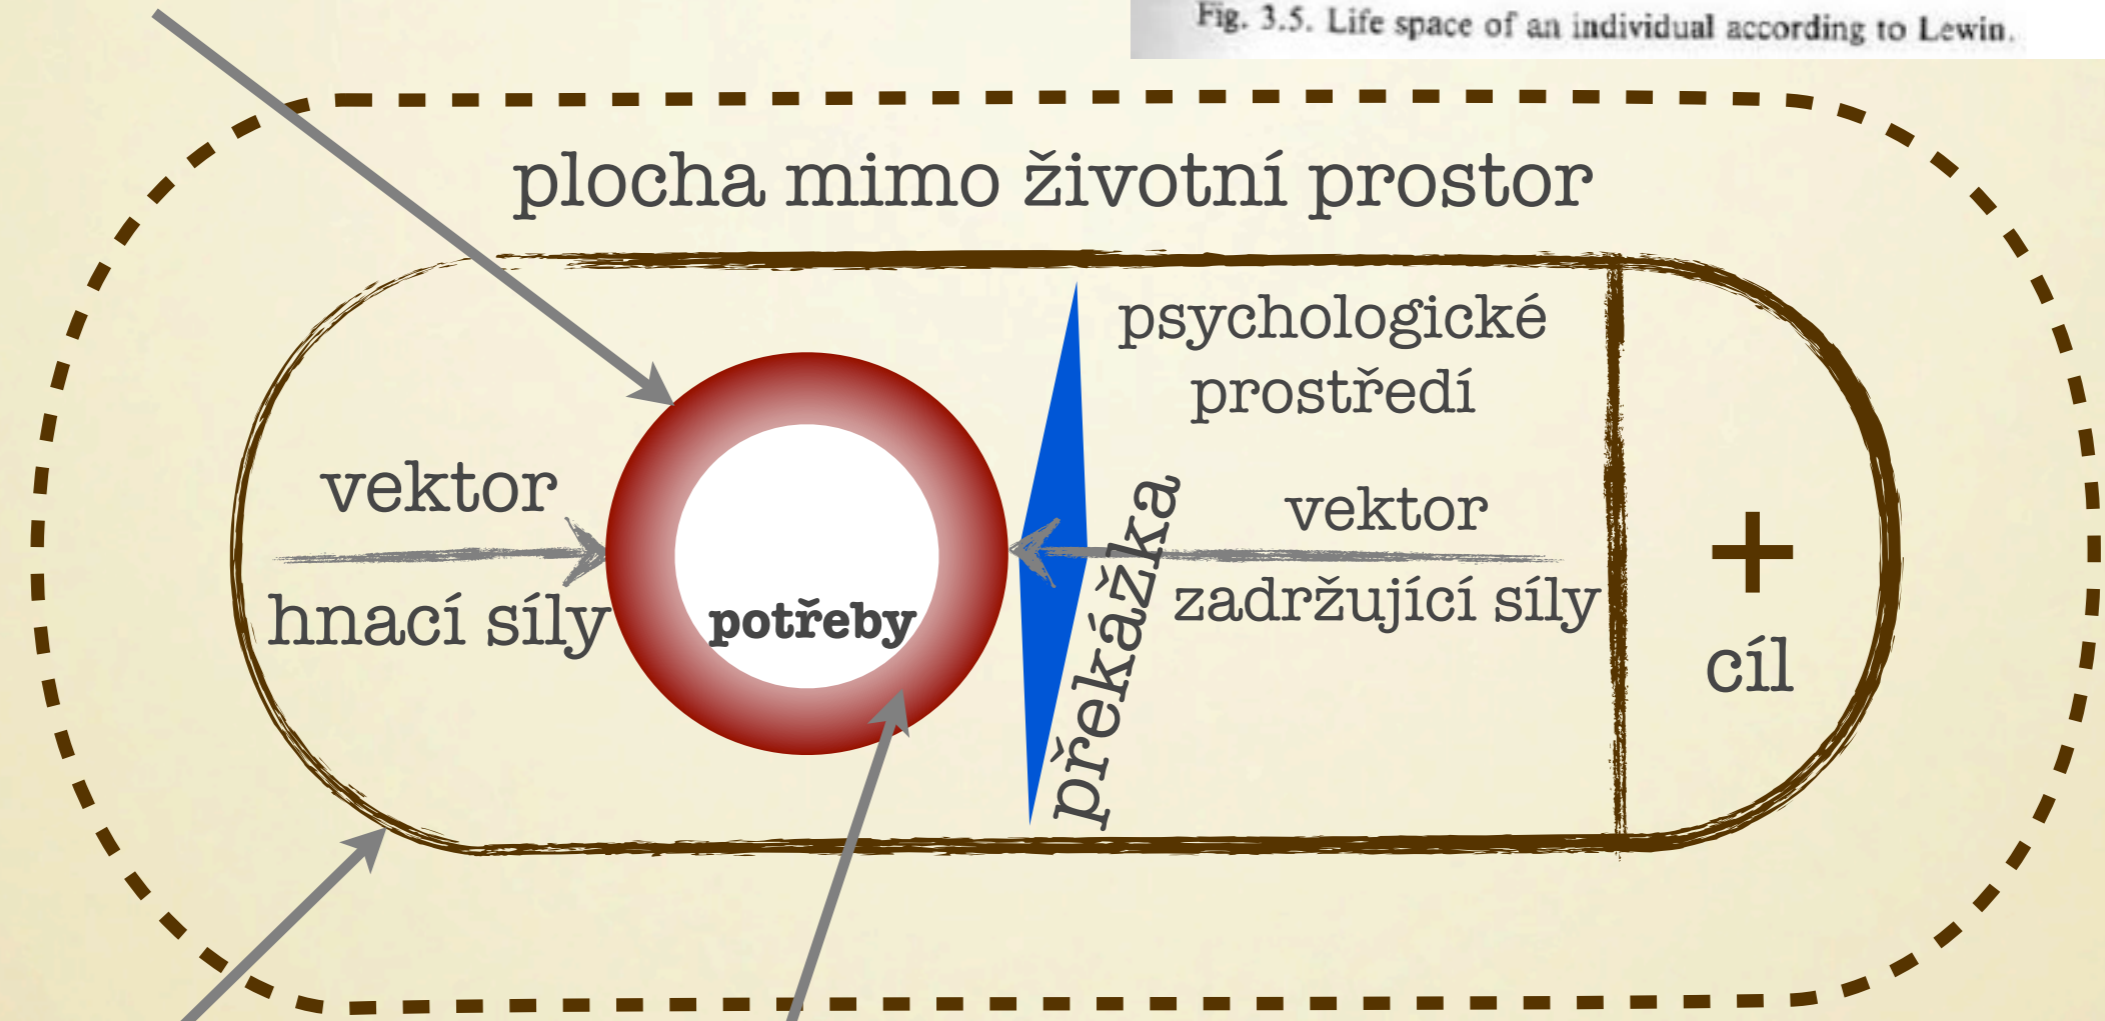 Fig. 3.5. Life space of an individual according to Lewin.
plocha mimo životní prostor
psychologické
prostředí
vektor
hnací síly
potřeby
překážka
vektor
zadržující síly
+
cíl